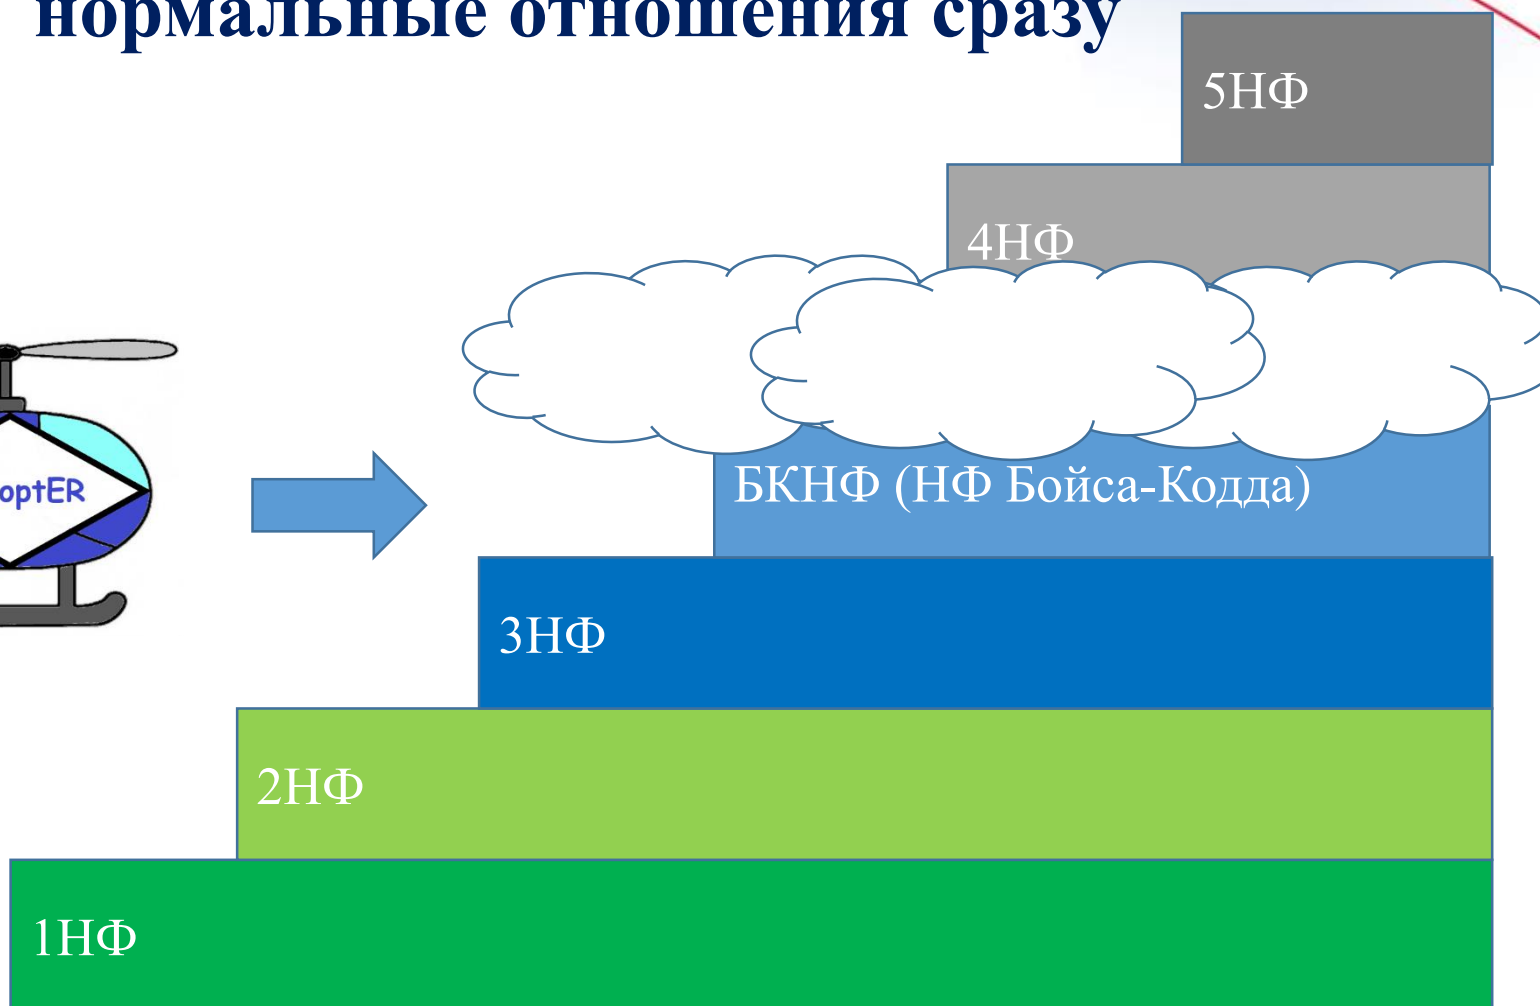 нормальные отношения сразу
5НФ
4НФ
optER
БКНФ (НФ Бойса-Кодда)
3НФ
2НФ
1НФ